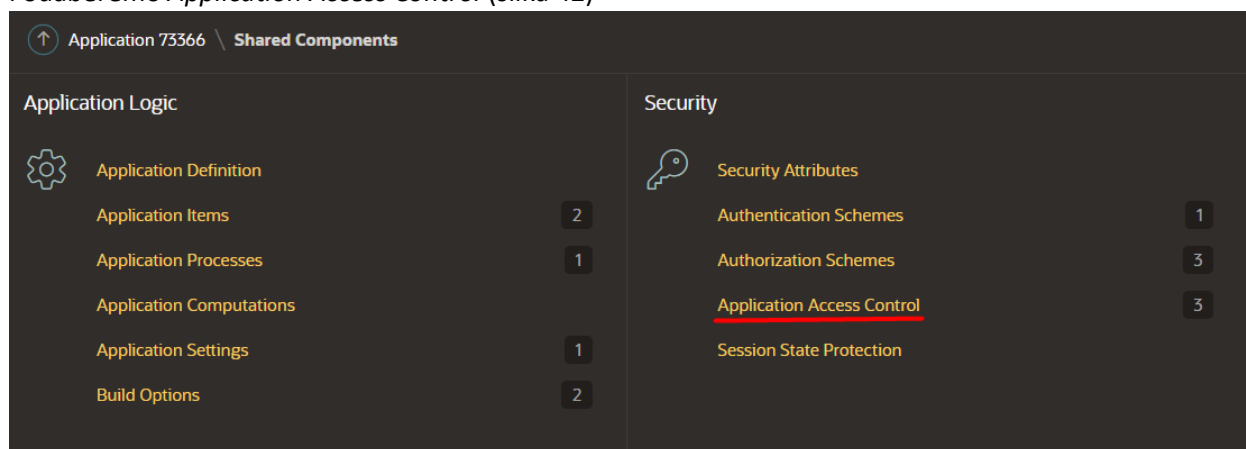 Application 73366 \ Shared Components
Application Logic
Application Definition
Application Items 2
Application Processes 1
Application Computations
Application Settings 1
Build Options 2
Security
Security Attributes
Authentication Schemes 1
Authorization Schemes 3
Application Access Control 3
Session State Protection